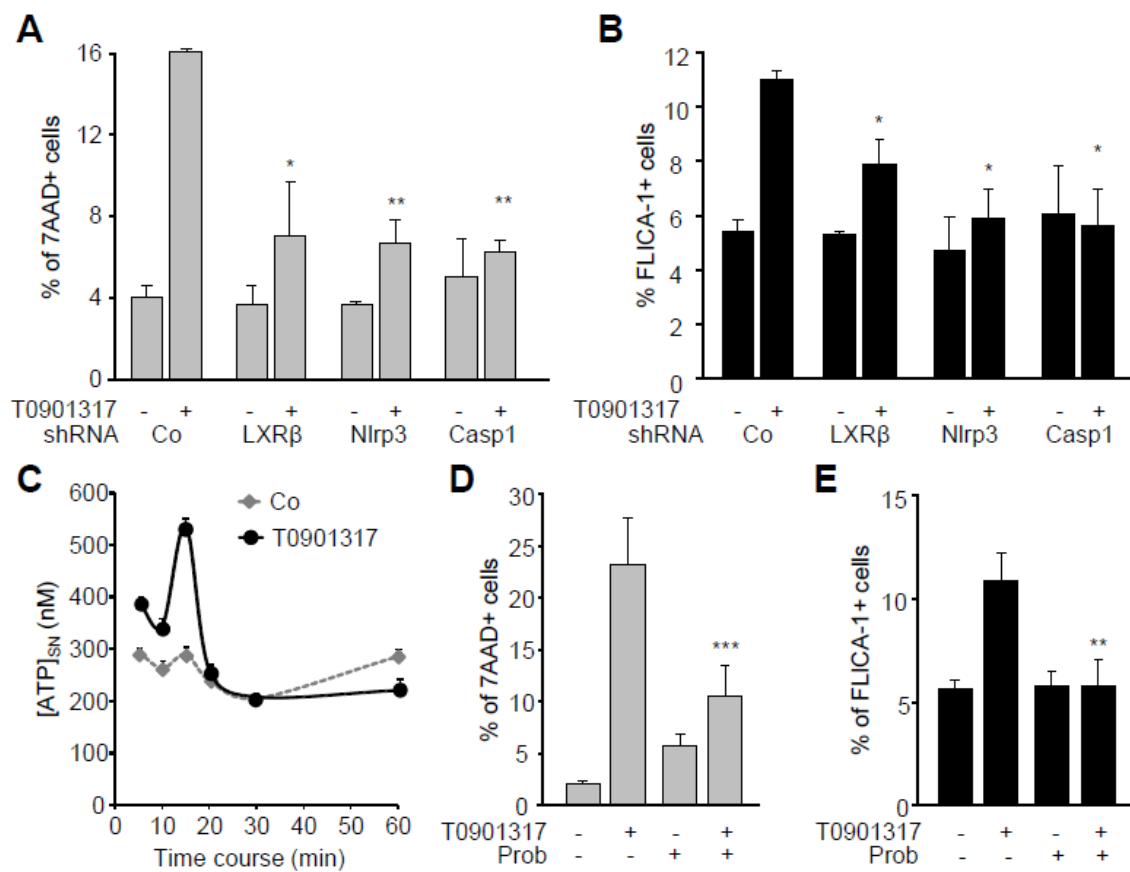 A
% of 7AAD+ cells
16
12
8
4
0
* ** **
T0901317 - + - + - + - +
shRNA Co LXRβ Nlrp3 Casp1
B
% FLICA-1+ cells
12
10
8
6
4
2
0
* * *
T0901317 - + - + - + - +
shRNA Co LXRβ Nlrp3 Casp1
C
[ATP]SN (nM)
600
500
400
300
200
100
0
Co
T0901317
0 10 20 30 40 50 60
Time course (min)
D
% of 7AAD+ cells
30
25
20
15
10
5
0
***
T0901317 - + - +
Prob - - + +
E
% of FLICA-1+ cells
15
10
5
0
**
T0901317 - + - +
Prob - - + +